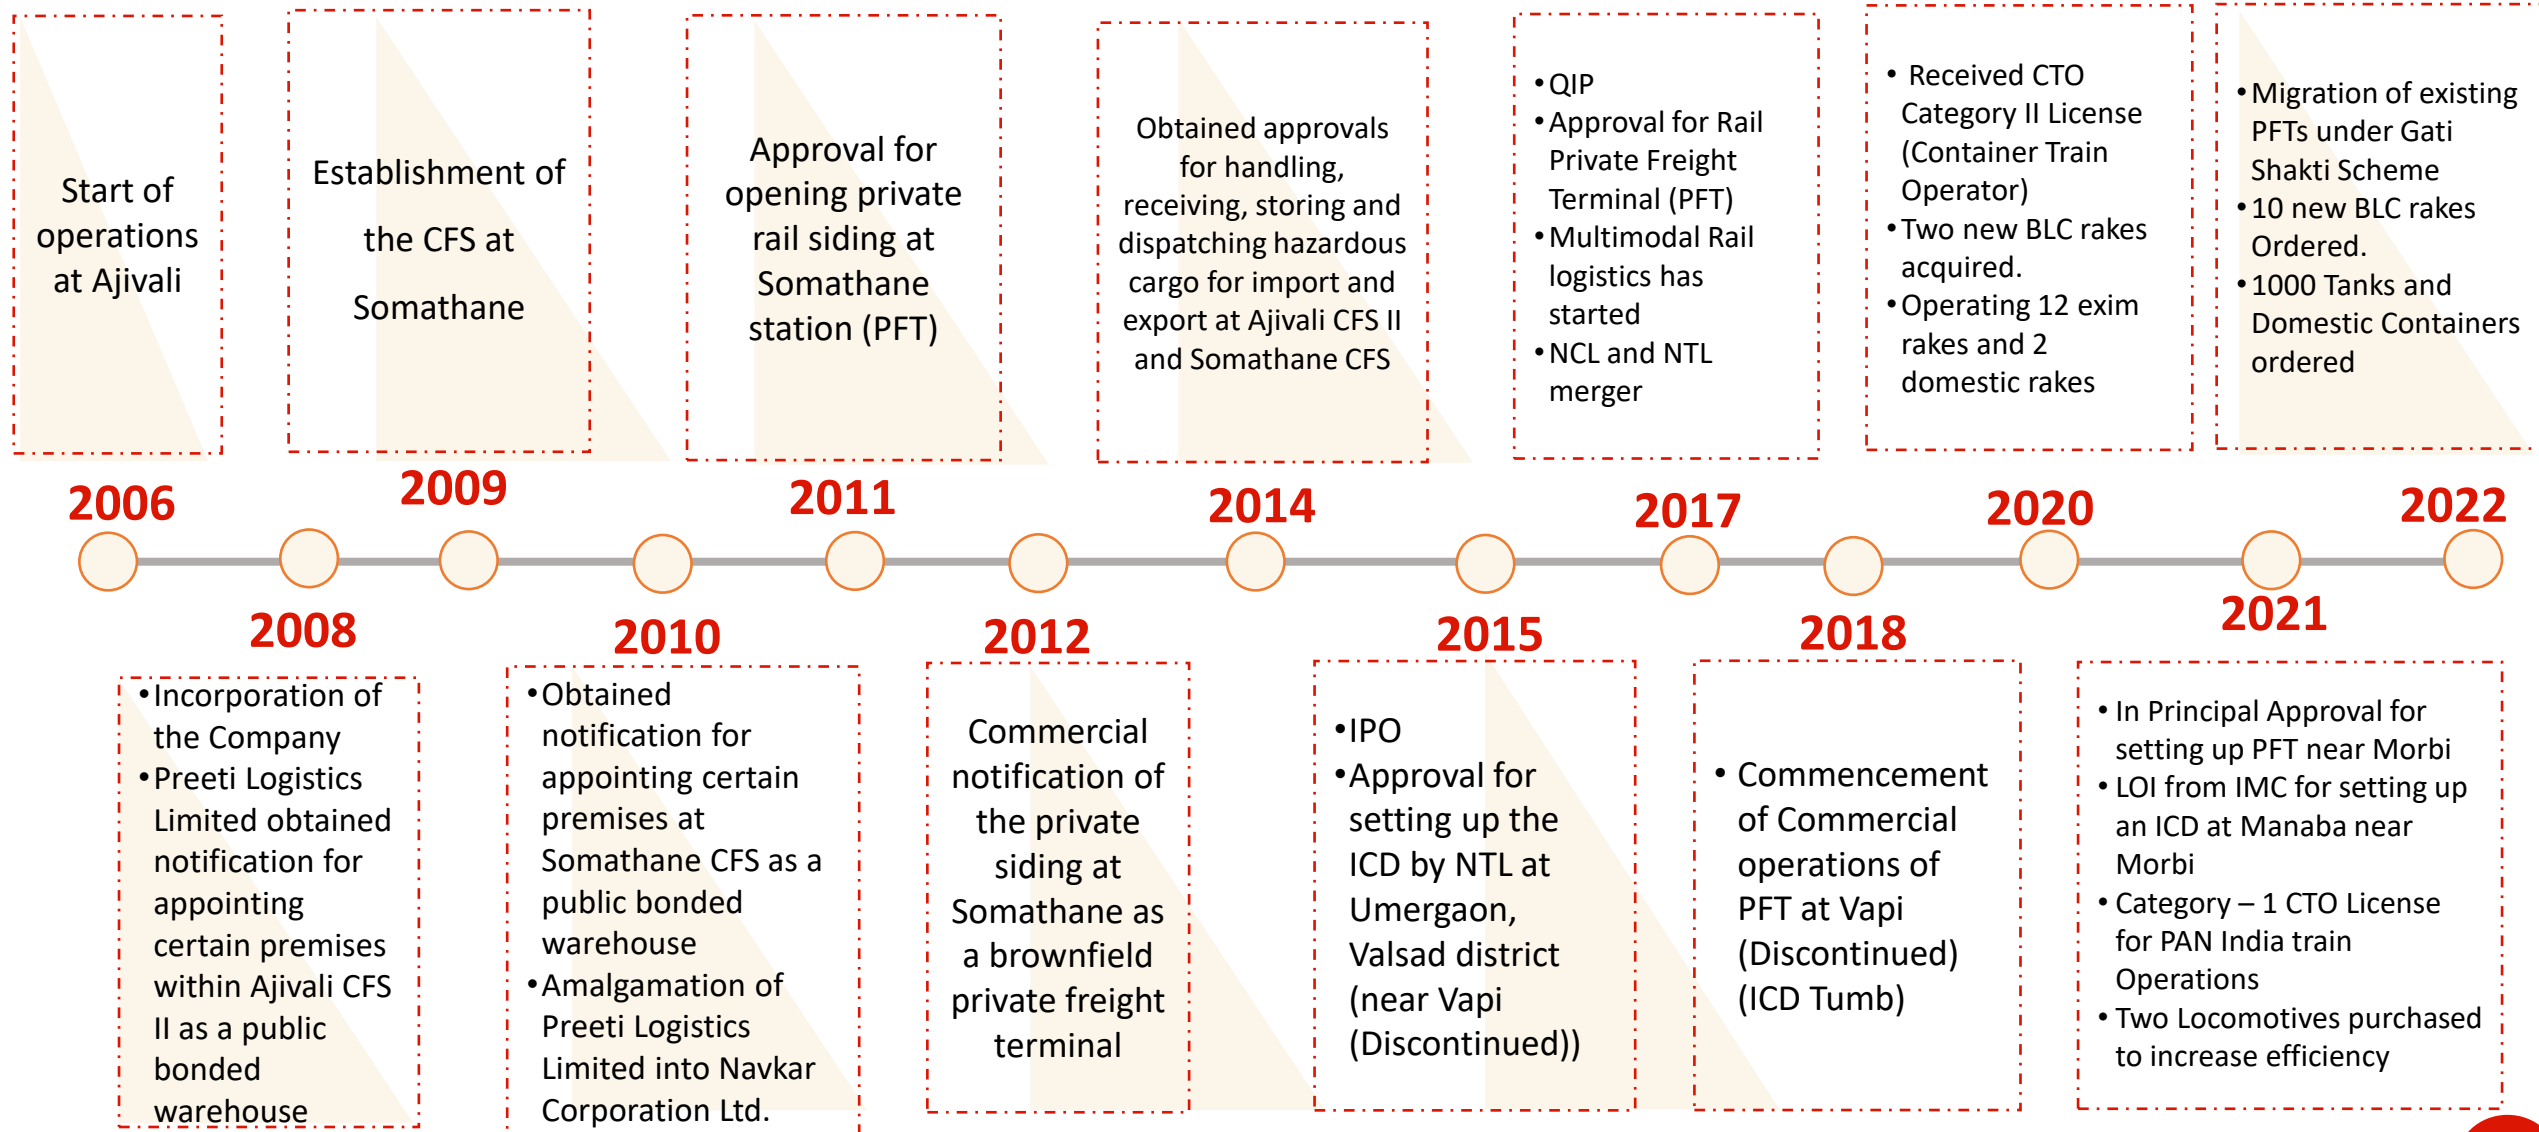 Start of
operations
at Ajivali
Establishment of
the CFS at
Somathane
Approval for
opening private
rail siding at
Somathane
station (PFT)
Obtained approvals
for handling,
receiving, storing and
dispatching hazardous
cargo for import and
export at Ajivali CFS II
and Somathane CFS
•QIP
•Approval for Rail
Private Freight
Terminal (PFT)
•Multimodal Rail
logistics has
started
•NCL and NTL
merger
• Received CTO
Category II License
(Container Train
Operator)
•Two new BLC rakes
acquired.
•Operating 12 exim
rakes and 2
domestic rakes
•Migration of existing
PFTs under Gati
Shakti Scheme
•10 new BLC rakes
Ordered.
•1000 Tanks and
Domestic Containers
ordered
2006
2009
2011
2014
2017
2020
2022
2008
2010
2012
2015
2018
2021
•Incorporation of
the Company
•Preeti Logistics
Limited obtained
notification for
appointing
certain premises
within Ajivali CFS
II as a public
bonded
warehouse
•Obtained
notification for
appointing certain
premises at
Somathane CFS as a
public bonded
warehouse
•Amalgamation of
Preeti Logistics
Limited into Navkar
Corporation Ltd.
Commercial
notification of
the private
siding at
Somathane as
a brownfield
private freight
terminal
•IPO
•Approval for
setting up the
ICD by NTL at
Umergaon,
Valsad district
(near Vapi
(Discontinued))
• Commencement
of Commercial
operations of
PFT at Vapi
(Discontinued)
(ICD Tumb)
• In Principal Approval for
setting up PFT near Morbi
• LOI from IMC for setting up
an ICD at Manaba near
Morbi
• Category – 1 CTO License
for PAN India train
Operations
• Two Locomotives purchased
to increase efficiency